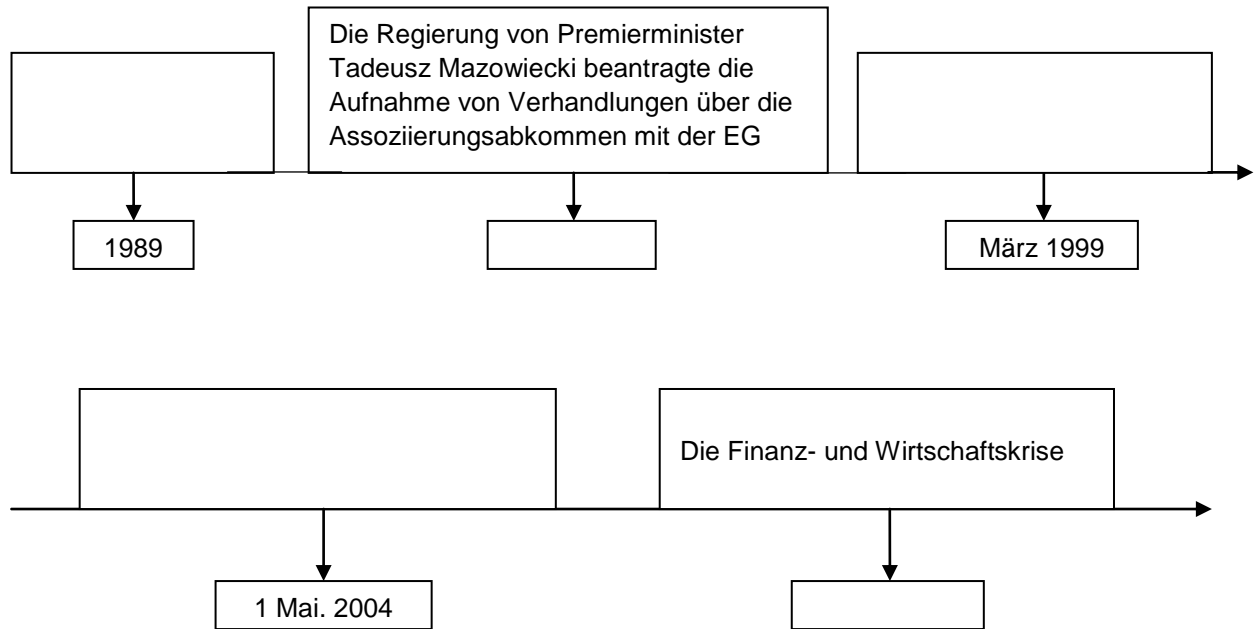 Die Regierung von Premierminister
Tadeusz Mazowiecki beantragte die
Aufnahme von Verhandlungen über die
Assoziierungsabkommen mit der EG
1989
März 1999
Die Finanz- und Wirtschaftskrise
1 Mai. 2004